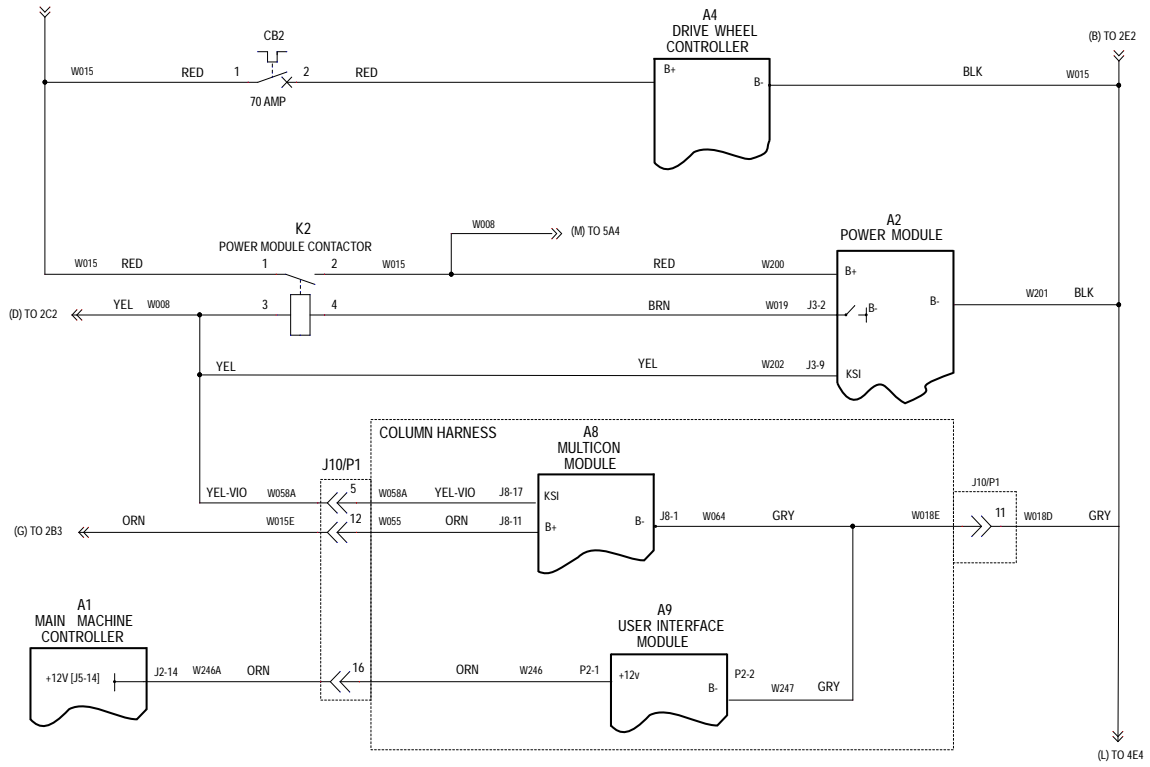 A4
DRIVE WHEEL
CONTROLLER
(B) TO 2E2
CB2
W015
RED
1
2
RED
70 AMP
B+
B-
BLK
W015
K2
POWER MODULE CONTACTOR
W008
(M) TO 5A4
A2
POWER MODULE
W015
RED
1
2
W015
RED
W200
B+
B-
W201
BLK
(D) TO 2C2
YEL
W008
3
4
BRN
W019
J3-2
B-
YEL
YEL
W202
J3-9
KSI
COLUMN HARNESS
A8
MULTICON
MODULE
J10/P1
J10/P1
YEL-VIO
W058A
5
W058A
YEL-VIO
J8-17
KSI
(G) TO 2B3
ORN
W015E
12
W055
ORN
J8-11
B+
B-
J8-1
W064
GRY
W018E
11
W018D
GRY
A1
MAIN MACHINE
CONTROLLER
A9
USER INTERFACE
MODULE
+12V [J5-14]
J2-14
W246A
ORN
16
ORN
W246
P2-1
+12v
B-
P2-2
W247
GRY
(L) TO 4E4